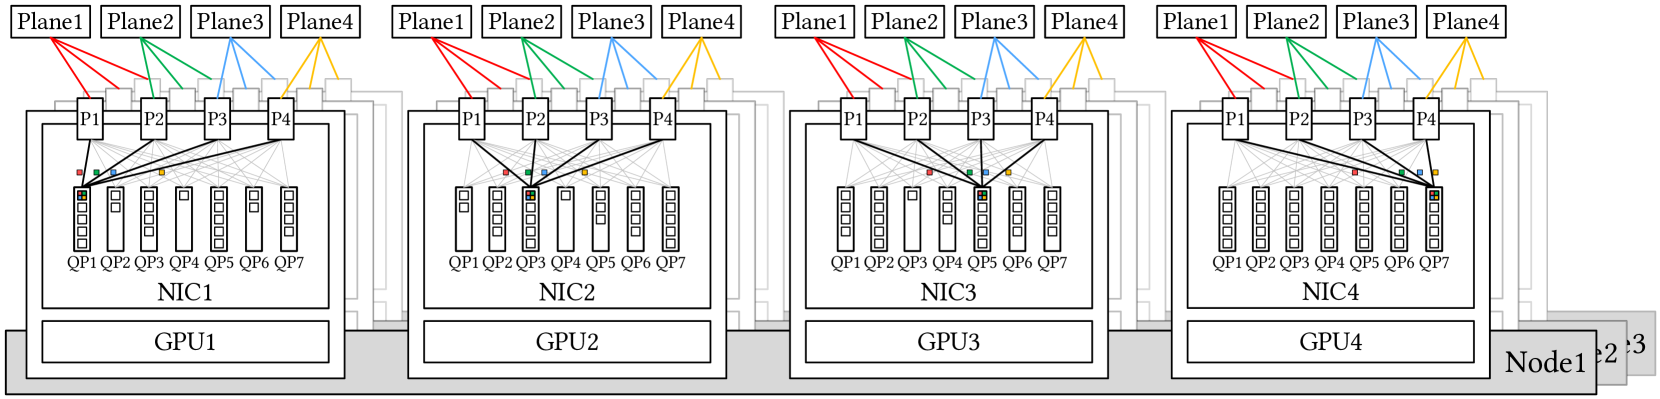 Plane1 Plane2 Plane3 Plane4 Plane1 Plane2 Plane3 Plane4 Plane1 Plane2 Plane3 Plane4 Plane1 Plane2 Plane3 Plane4
P1 P2 P3 P4 P1 P2 P3 P4 P1 P2 P3 P4 P1 P2 P3 P4
QP1 QP2 QP3 QP4 QP5 QP6 QP7 QP1 QP2 QP3 QP4 QP5 QP6 QP7 QP1 QP2 QP3 QP4 QP5 QP6 QP7 QP1 QP2 QP3 QP4 QP5 QP6 QP7
NIC1 NIC2 NIC3 NIC4
GPU1 GPU2 GPU3 GPU4
Node1 e2 e3